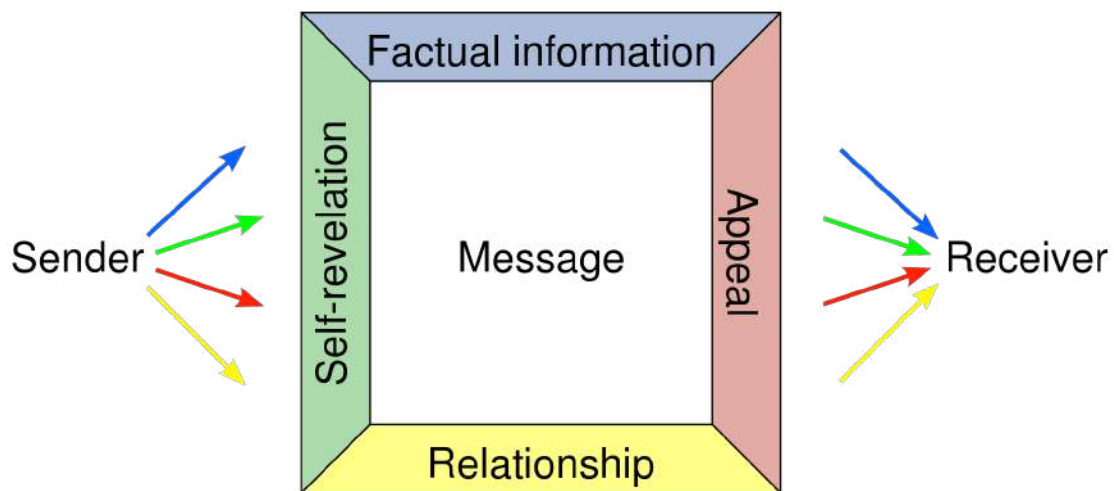 Factual information
Self-revelation
Sender
Message
Appeal
Receiver
Relationship